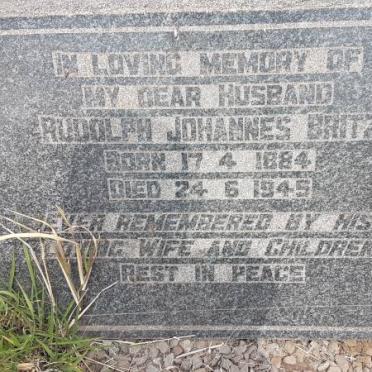 IN LOVING MEMORY OF
MY DEAR HUSBAND
RUDOLPH JOHANNES BRITZ
BORN 17 4 1884
DIED 24 6 1945
EVER REMEMBERED BY HIS
WIFE AND CHILDREN
REST IN PEACE